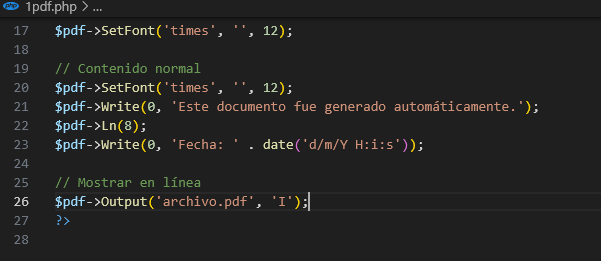 php 1pdf.php > ...
17 $pdf->SetFont('times', '', 12);
18
19 // Contenido normal
20 $pdf->SetFont('times', '', 12);
21 $pdf->Write(0, 'Este documento fue generado automáticamente.');
22 $pdf->Ln(8);
23 $pdf->Write(0, 'Fecha: ' . date('d/m/Y H:i:s'));
24
25 // Mostrar en línea
26 $pdf->Output('archivo.pdf', 'I');
27 ?>
28